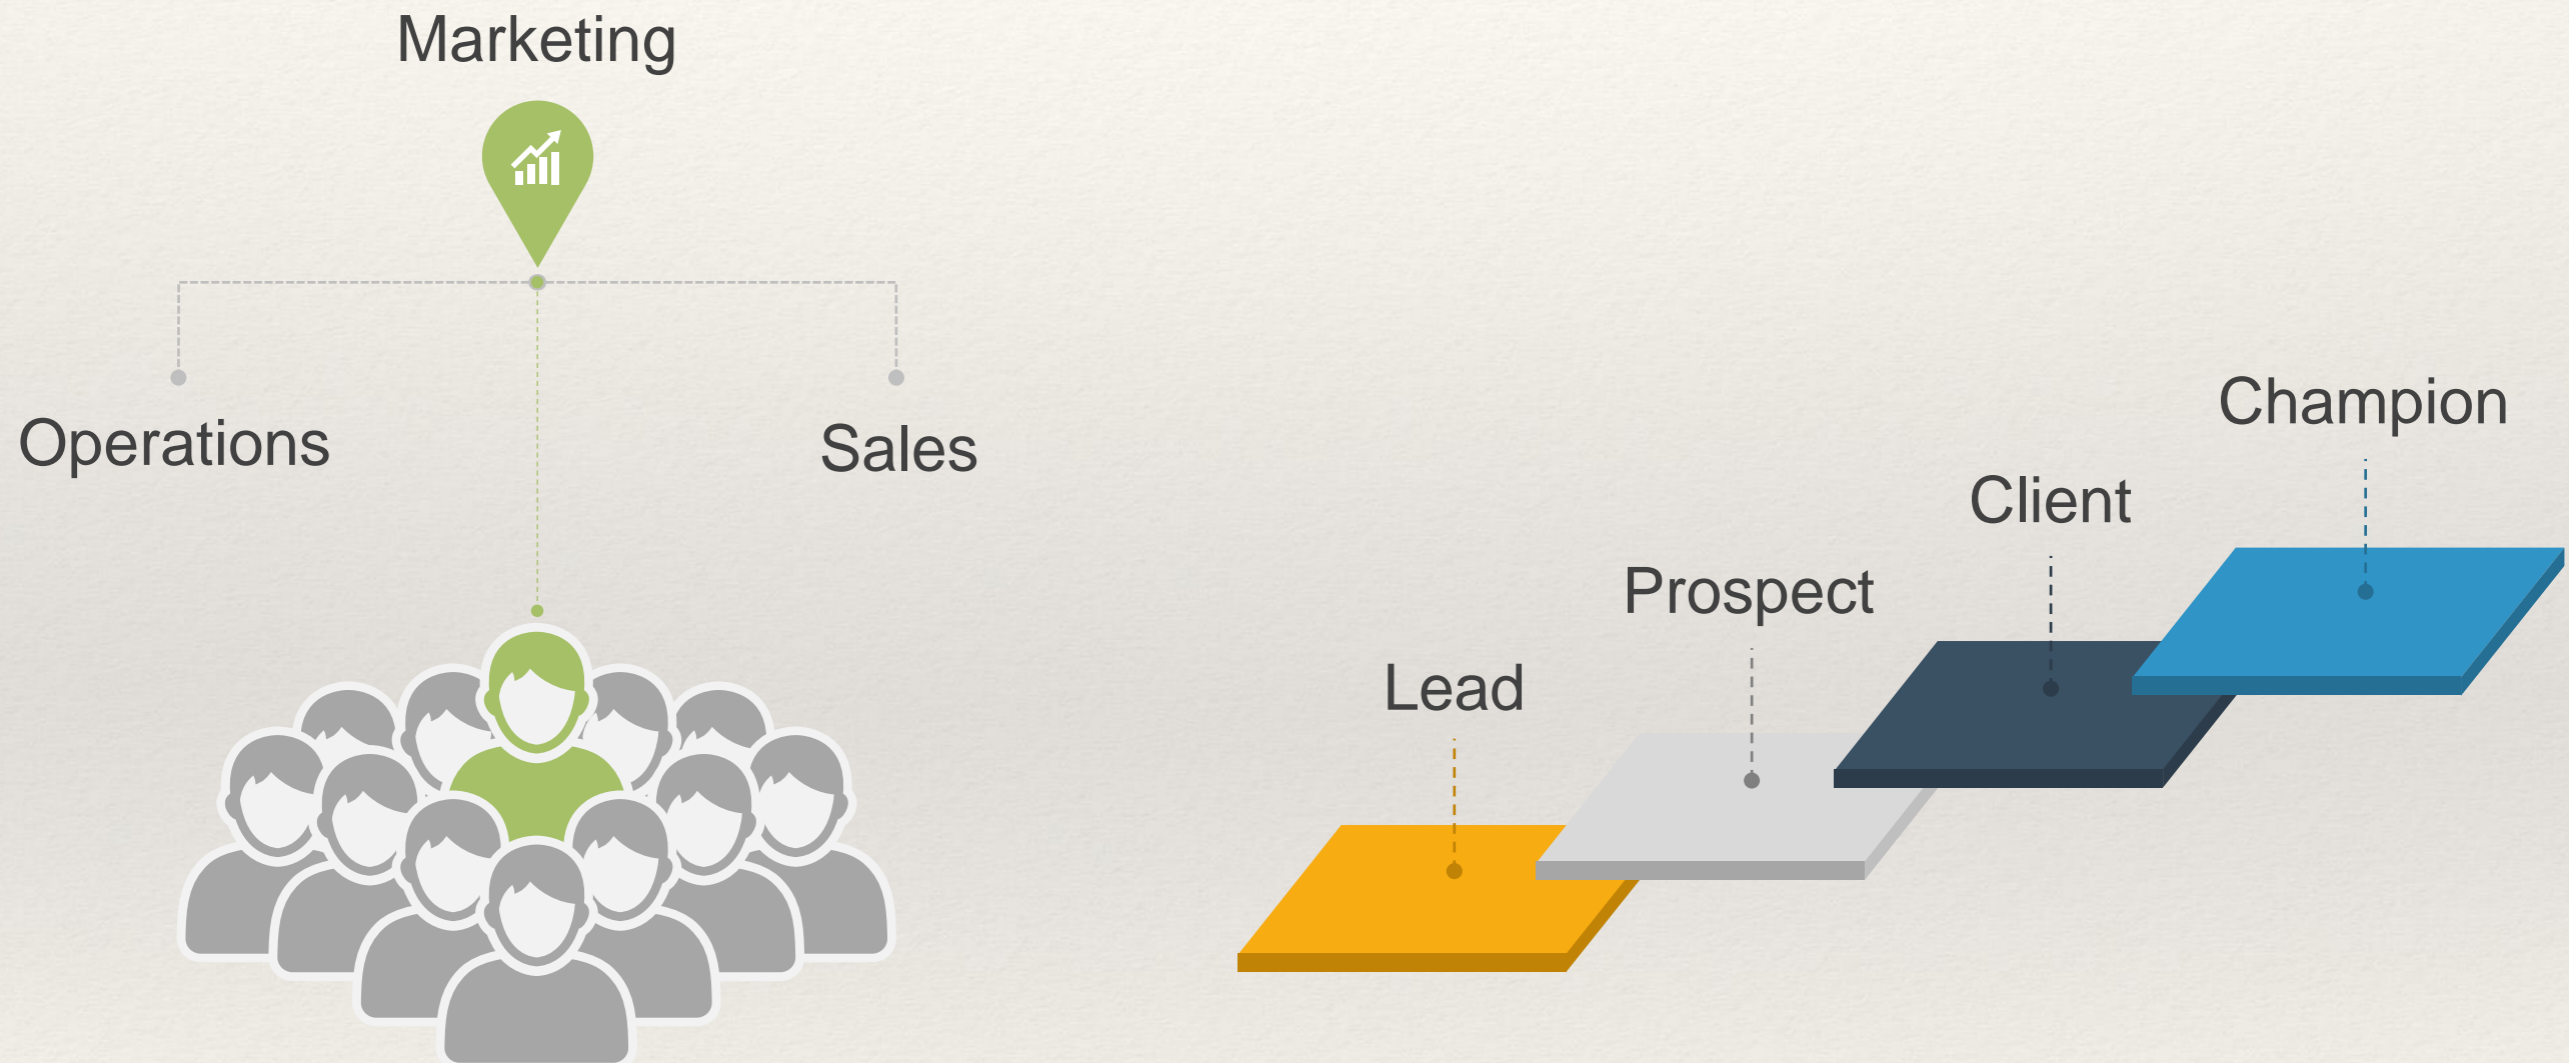 Marketing
Operations
Sales
Lead
Prospect
Client
Champion